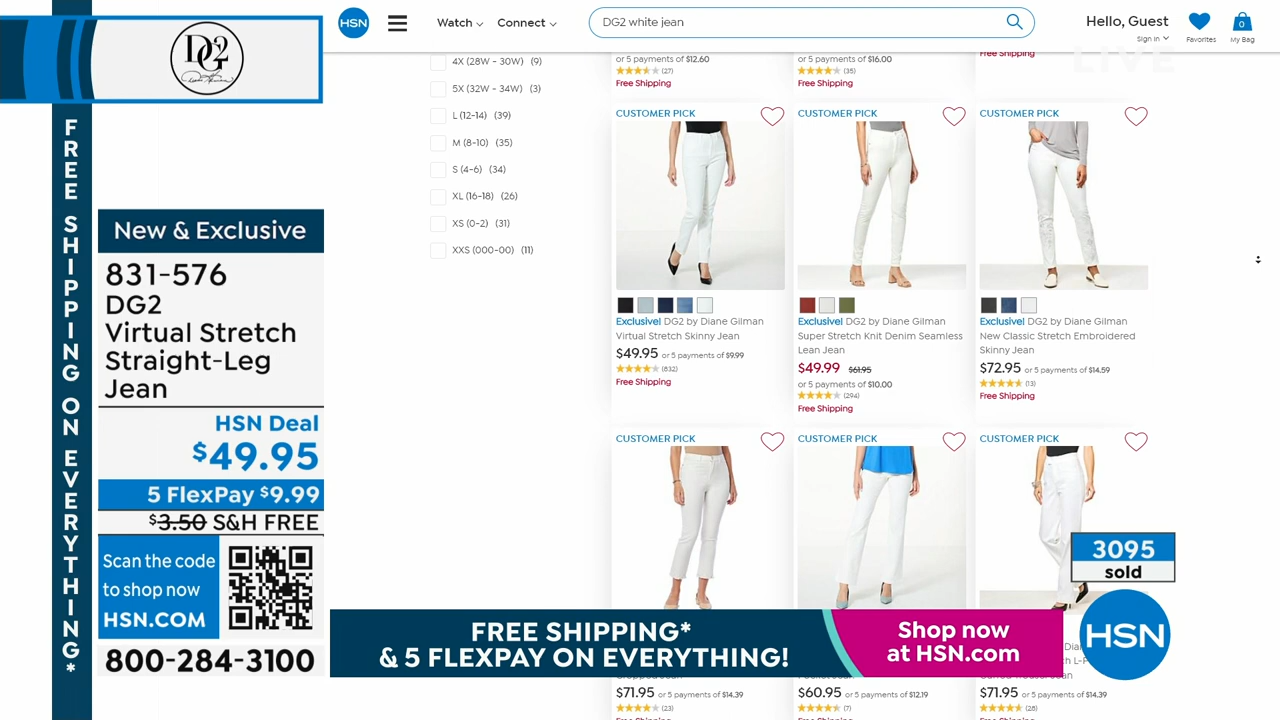 DG2
FREE SHIPPING ON EVERYTHING!*
New & Exclusive
831-576
DG2
Virtual Stretch
Straight-Leg
Jean
HSN Deal
$49.95
5 FlexPay $9.99
$3.50 S&H FREE
Scan the code
to shop now
HSN.COM
800-284-3100
HSN
Watch
Connect
DG2 white jean
Hello, Guest
Sign In
Favorites
0
My Bag
LIVE
4X (28W - 30W) (9)
5X (32W - 34W) (3)
L (12-14) (39)
M (8-10) (35)
S (4-6) (34)
XL (16-18) (26)
XS (0-2) (31)
XXS (000-00) (11)
or 5 payments of $12.60
(27)
Free Shipping
or 5 payments of $16.00
(35)
Free Shipping
Free Shipping
CUSTOMER PICK
Exclusive! DG2 by Diane Gilman
Virtual Stretch Skinny Jean
$49.95 or 5 payments of $9.99
(632)
Free Shipping
CUSTOMER PICK
Exclusive! DG2 by Diane Gilman
Super Stretch Knit Denim Seamless
Lean Jean
$49.99 $61.95
or 5 payments of $10.00
(294)
Free Shipping
CUSTOMER PICK
Exclusive! DG2 by Diane Gilman
New Classic Stretch Embroidered
Skinny Jean
$72.95 or 5 payments of $14.59
(13)
Free Shipping
CUSTOMER PICK
$71.95 or 5 payments of $14.39
(23)
CUSTOMER PICK
$60.95 or 5 payments of $12.19
(7)
CUSTOMER PICK
$71.95 or 5 payments of $14.39
(28)
3095
sold
HSN
FREE SHIPPING*
& 5 FLEXPAY ON EVERYTHING!
Shop now
at HSN.com